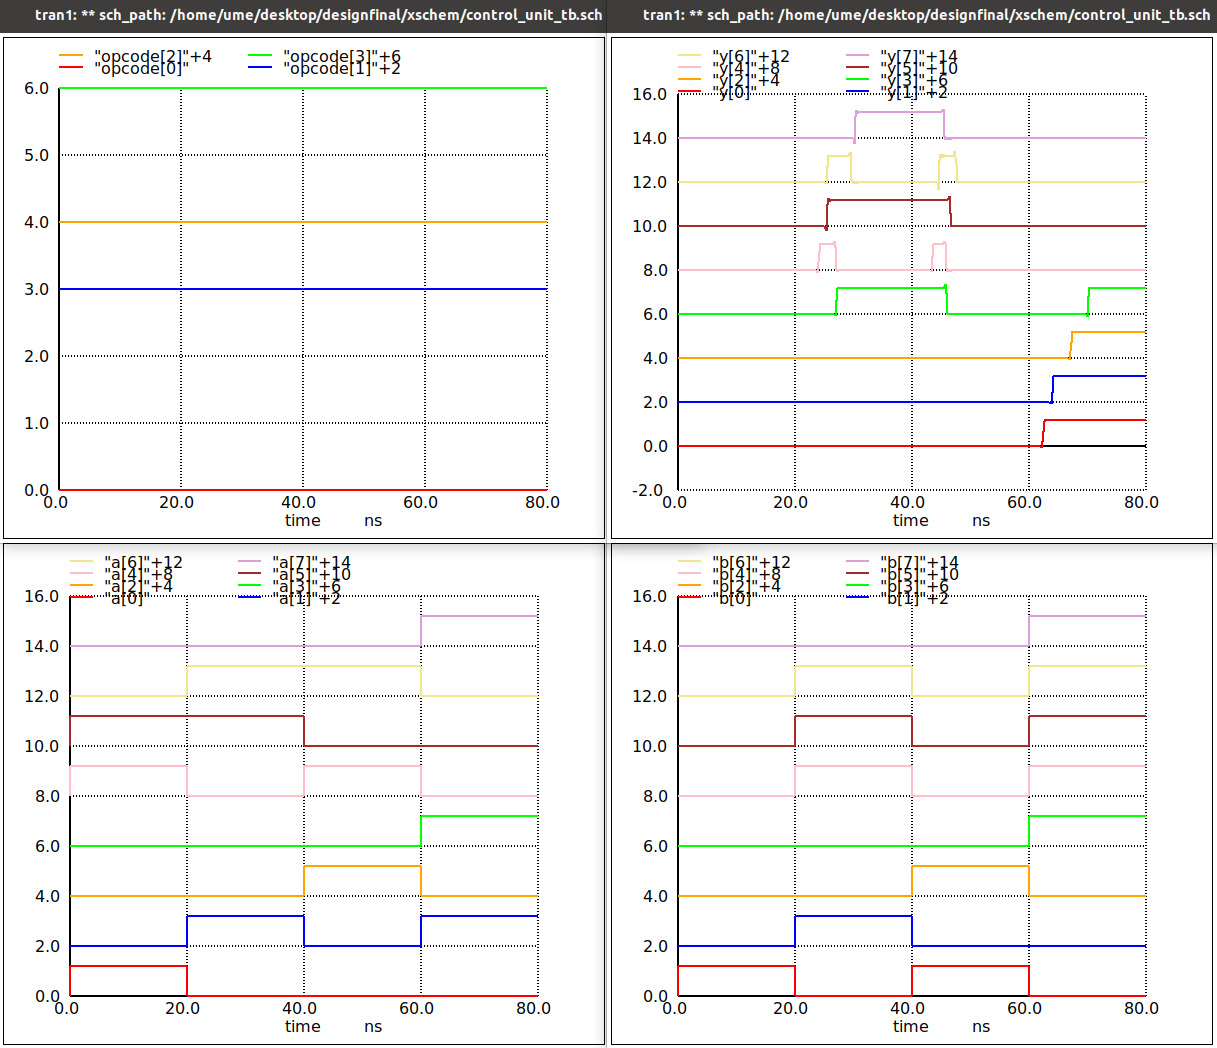 tran1: ** sch_path: /home/ume/desktop/designfinal/xschem/control_unit_tb.sch
"opcode[2]"+4 "opcode[3]"+6
"opcode[0]" "opcode[1]"+2
6.0
5.0
4.0
3.0
2.0
1.0
0.0
0.0 20.0 40.0 60.0 80.0
time ns
tran1: ** sch_path: /home/ume/desktop/designfinal/xschem/control_unit_tb.sch
"y[6]"+12 "y[7]"+14
"y[4]"+8 "y[5]"+10
"y[2]"+4 "y[3]"+6
"y[0]" "y[1]"+2
16.0
14.0
12.0
10.0
8.0
6.0
4.0
2.0
0.0
-2.0
0.0 20.0 40.0 60.0 80.0
time ns
"a[6]"+12 "a[7]"+14
"a[4]"+8 "a[5]"+10
"a[2]"+4 "a[3]"+6
"a[0]" "a[1]"+2
16.0
14.0
12.0
10.0
8.0
6.0
4.0
2.0
0.0
0.0 20.0 40.0 60.0 80.0
time ns
"b[6]"+12 "b[7]"+14
"b[4]"+8 "b[5]"+10
"b[2]"+4 "b[3]"+6
"b[0]" "b[1]"+2
16.0
14.0
12.0
10.0
8.0
6.0
4.0
2.0
0.0
0.0 20.0 40.0 60.0 80.0
time ns